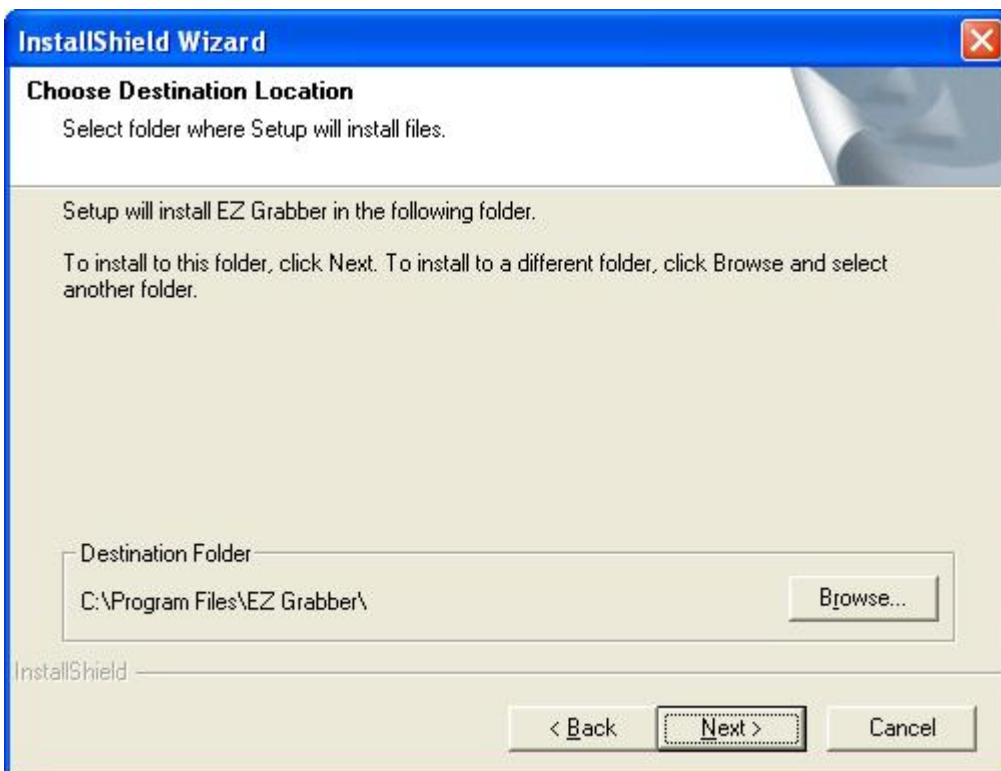 InstallShield Wizard
Choose Destination Location
Select folder where Setup will install files.
Setup will install EZ Grabber in the following folder.
To install to this folder, click Next. To install to a different folder, click Browse and select
another folder.
Destination Folder
C:\Program Files\EZ Grabber\
Browse...
InstallShield
< Back
Next >
Cancel